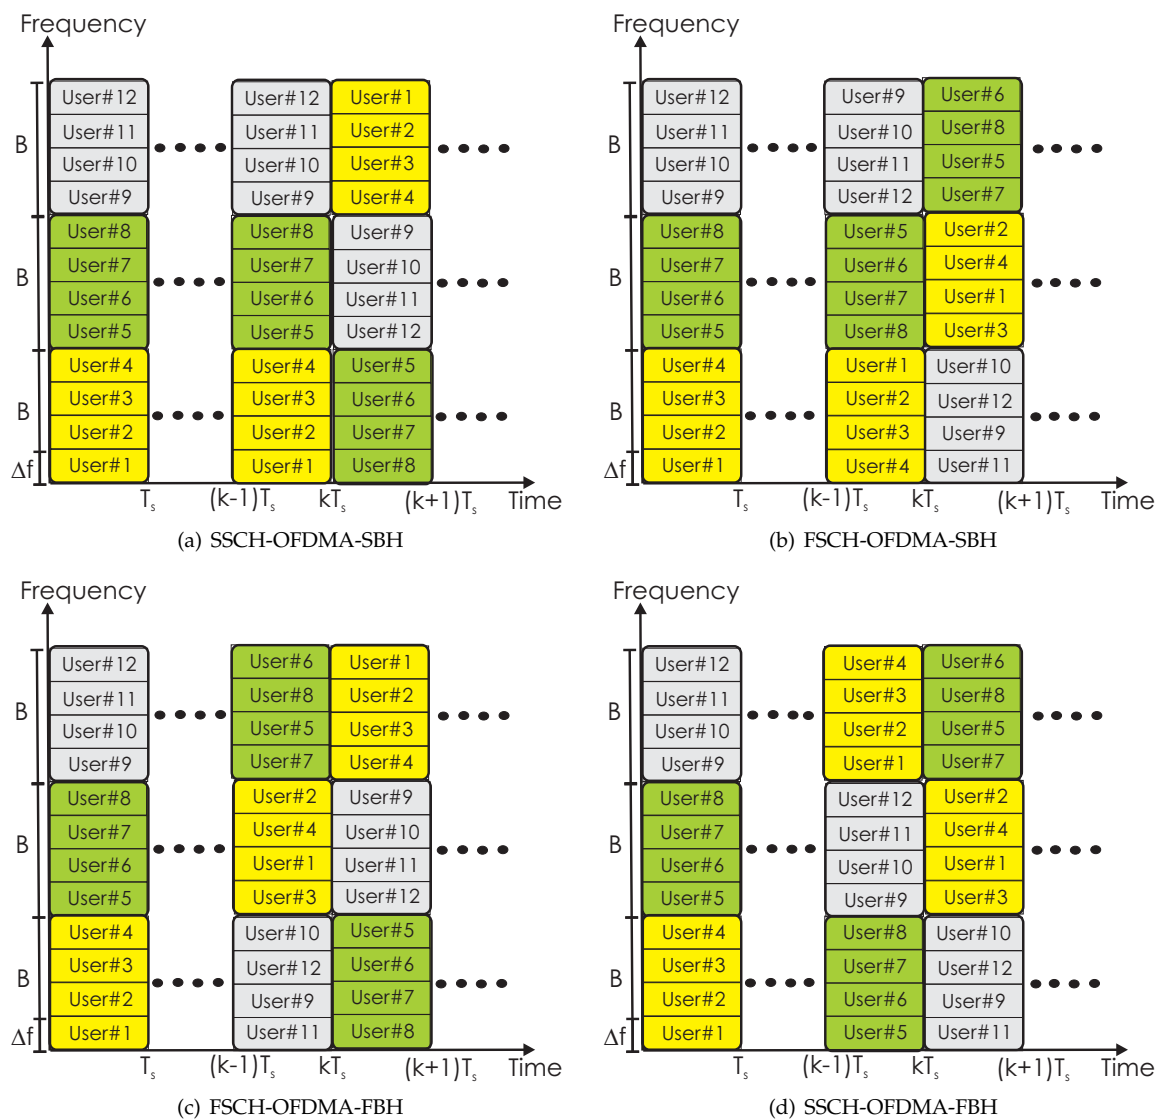 Frequency
B
B
B
Δf
User#12
User#11
User#10
User#9
User#8
User#7
User#6
User#5
User#4
User#3
User#2
User#1
User#12
User#11
User#10
User#9
User#8
User#7
User#6
User#5
User#4
User#3
User#2
User#1
User#1
User#2
User#3
User#4
User#9
User#10
User#11
User#12
User#5
User#6
User#7
User#8
Ts (k-1)Ts kTs (k+1)Ts Time
(a) SSCH-OFDMA-SBH
Frequency
B
B
B
Δf
User#12
User#11
User#10
User#9
User#8
User#7
User#6
User#5
User#4
User#3
User#2
User#1
User#9
User#10
User#11
User#12
User#5
User#6
User#7
User#8
User#1
User#2
User#3
User#4
User#6
User#8
User#5
User#7
User#2
User#4
User#1
User#3
User#10
User#12
User#9
User#11
Ts (k-1)Ts kTs (k+1)Ts Time
(b) FSCH-OFDMA-SBH
Frequency
B
B
B
Δf
User#12
User#11
User#10
User#9
User#8
User#7
User#6
User#5
User#4
User#3
User#2
User#1
User#6
User#8
User#5
User#7
User#2
User#4
User#1
User#3
User#10
User#12
User#9
User#11
User#1
User#2
User#3
User#4
User#9
User#10
User#11
User#12
User#5
User#6
User#7
User#8
Ts (k-1)Ts kTs (k+1)Ts Time
(c) FSCH-OFDMA-FBH
Frequency
B
B
B
Δf
User#12
User#11
User#10
User#9
User#8
User#7
User#6
User#5
User#4
User#3
User#2
User#1
User#4
User#3
User#2
User#1
User#12
User#11
User#10
User#9
User#8
User#7
User#6
User#5
User#6
User#8
User#5
User#7
User#2
User#4
User#1
User#3
User#10
User#12
User#9
User#11
Ts (k-1)Ts kTs (k+1)Ts Time
(d) SSCH-OFDMA-FBH